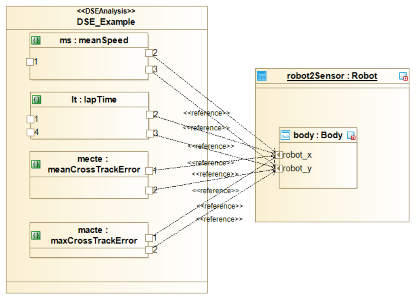 <<DSEAnalysis>>
DSE_Example
ms : meanSpeed
2
1
3
lt : lapTime
2
1
4
3
mecte :
meanCrossTrackError
1
2
macte :
maxCrossTrackError
1
2
<<reference>>
<<reference>>
<<reference>>
<<reference>>
<<reference>>
<<reference>>
<<reference>>
robot2Sensor : Robot
body : Body
robot_x
robot_y